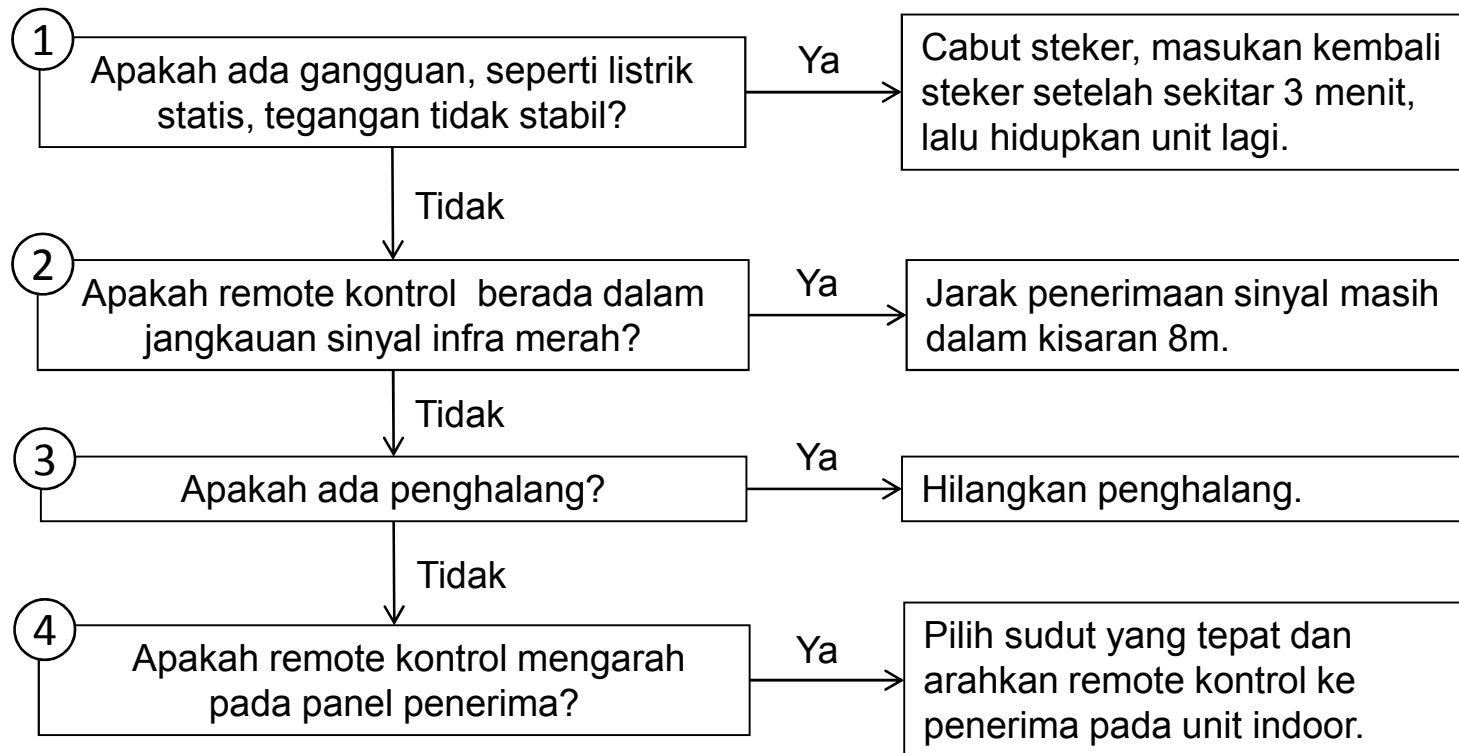 1
Apakah ada gangguan, seperti listrik
statis, tegangan tidak stabil?
Ya
Cabut steker, masukan kembali
steker setelah sekitar 3 menit,
lalu hidupkan unit lagi.
Tidak
2
Apakah remote kontrol berada dalam
jangkauan sinyal infra merah?
Ya
Jarak penerimaan sinyal masih
dalam kisaran 8m.
Tidak
3
Apakah ada penghalang?
Ya
Hilangkan penghalang.
Tidak
4
Apakah remote kontrol mengarah
pada panel penerima?
Ya
Pilih sudut yang tepat dan
arahkan remote kontrol ke
penerima pada unit indoor.